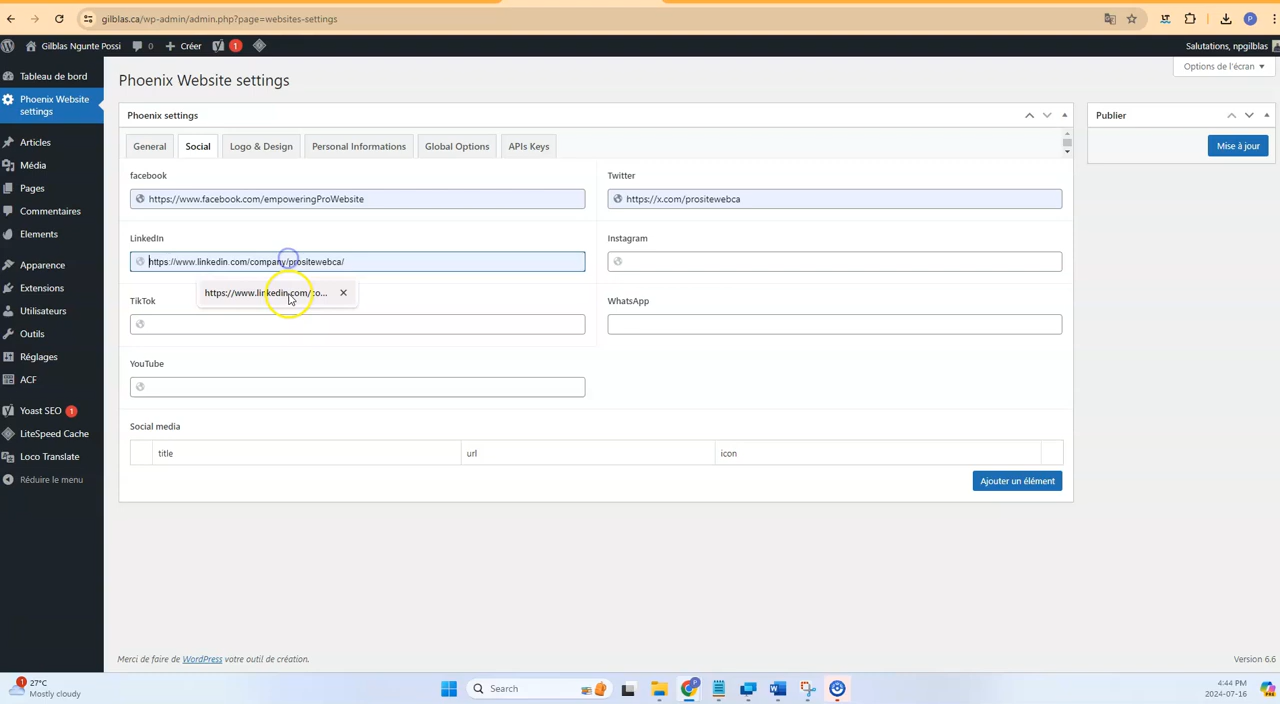 gilblas.ca/wp-admin/admin.php?page=websites-settings
Gilblas Ngunte Possi 0 Créer 1 Salutations, npgilblas
Tableau de bord
Phoenix Website settings
Options de l'écran
Phoenix Website settings
Phoenix settings
Publier
General Social Logo & Design Personal Informations Global Options APIs Keys
Mise à jour
Articles
Média
Pages
Commentaires
Elements
Apparence
Extensions
Utilisateurs
Outils
Réglages
ACF
Yoast SEO 1
LiteSpeed Cache
Loco Translate
Réduire le menu
facebook Twitter
https://www.facebook.com/empoweringProWebsite https://x.com/prositewebca
LinkedIn Instagram
https://www.linkedin.com/company/prositewebca/
https://www.linkedin.com/co...
TikTok WhatsApp
YouTube
Social media
title url icon
Ajouter un élément
Merci de faire de WordPress votre outil de création. Version 6.6
1 27°C
Mostly cloudy
Search
4:44 PM
2024-07-16